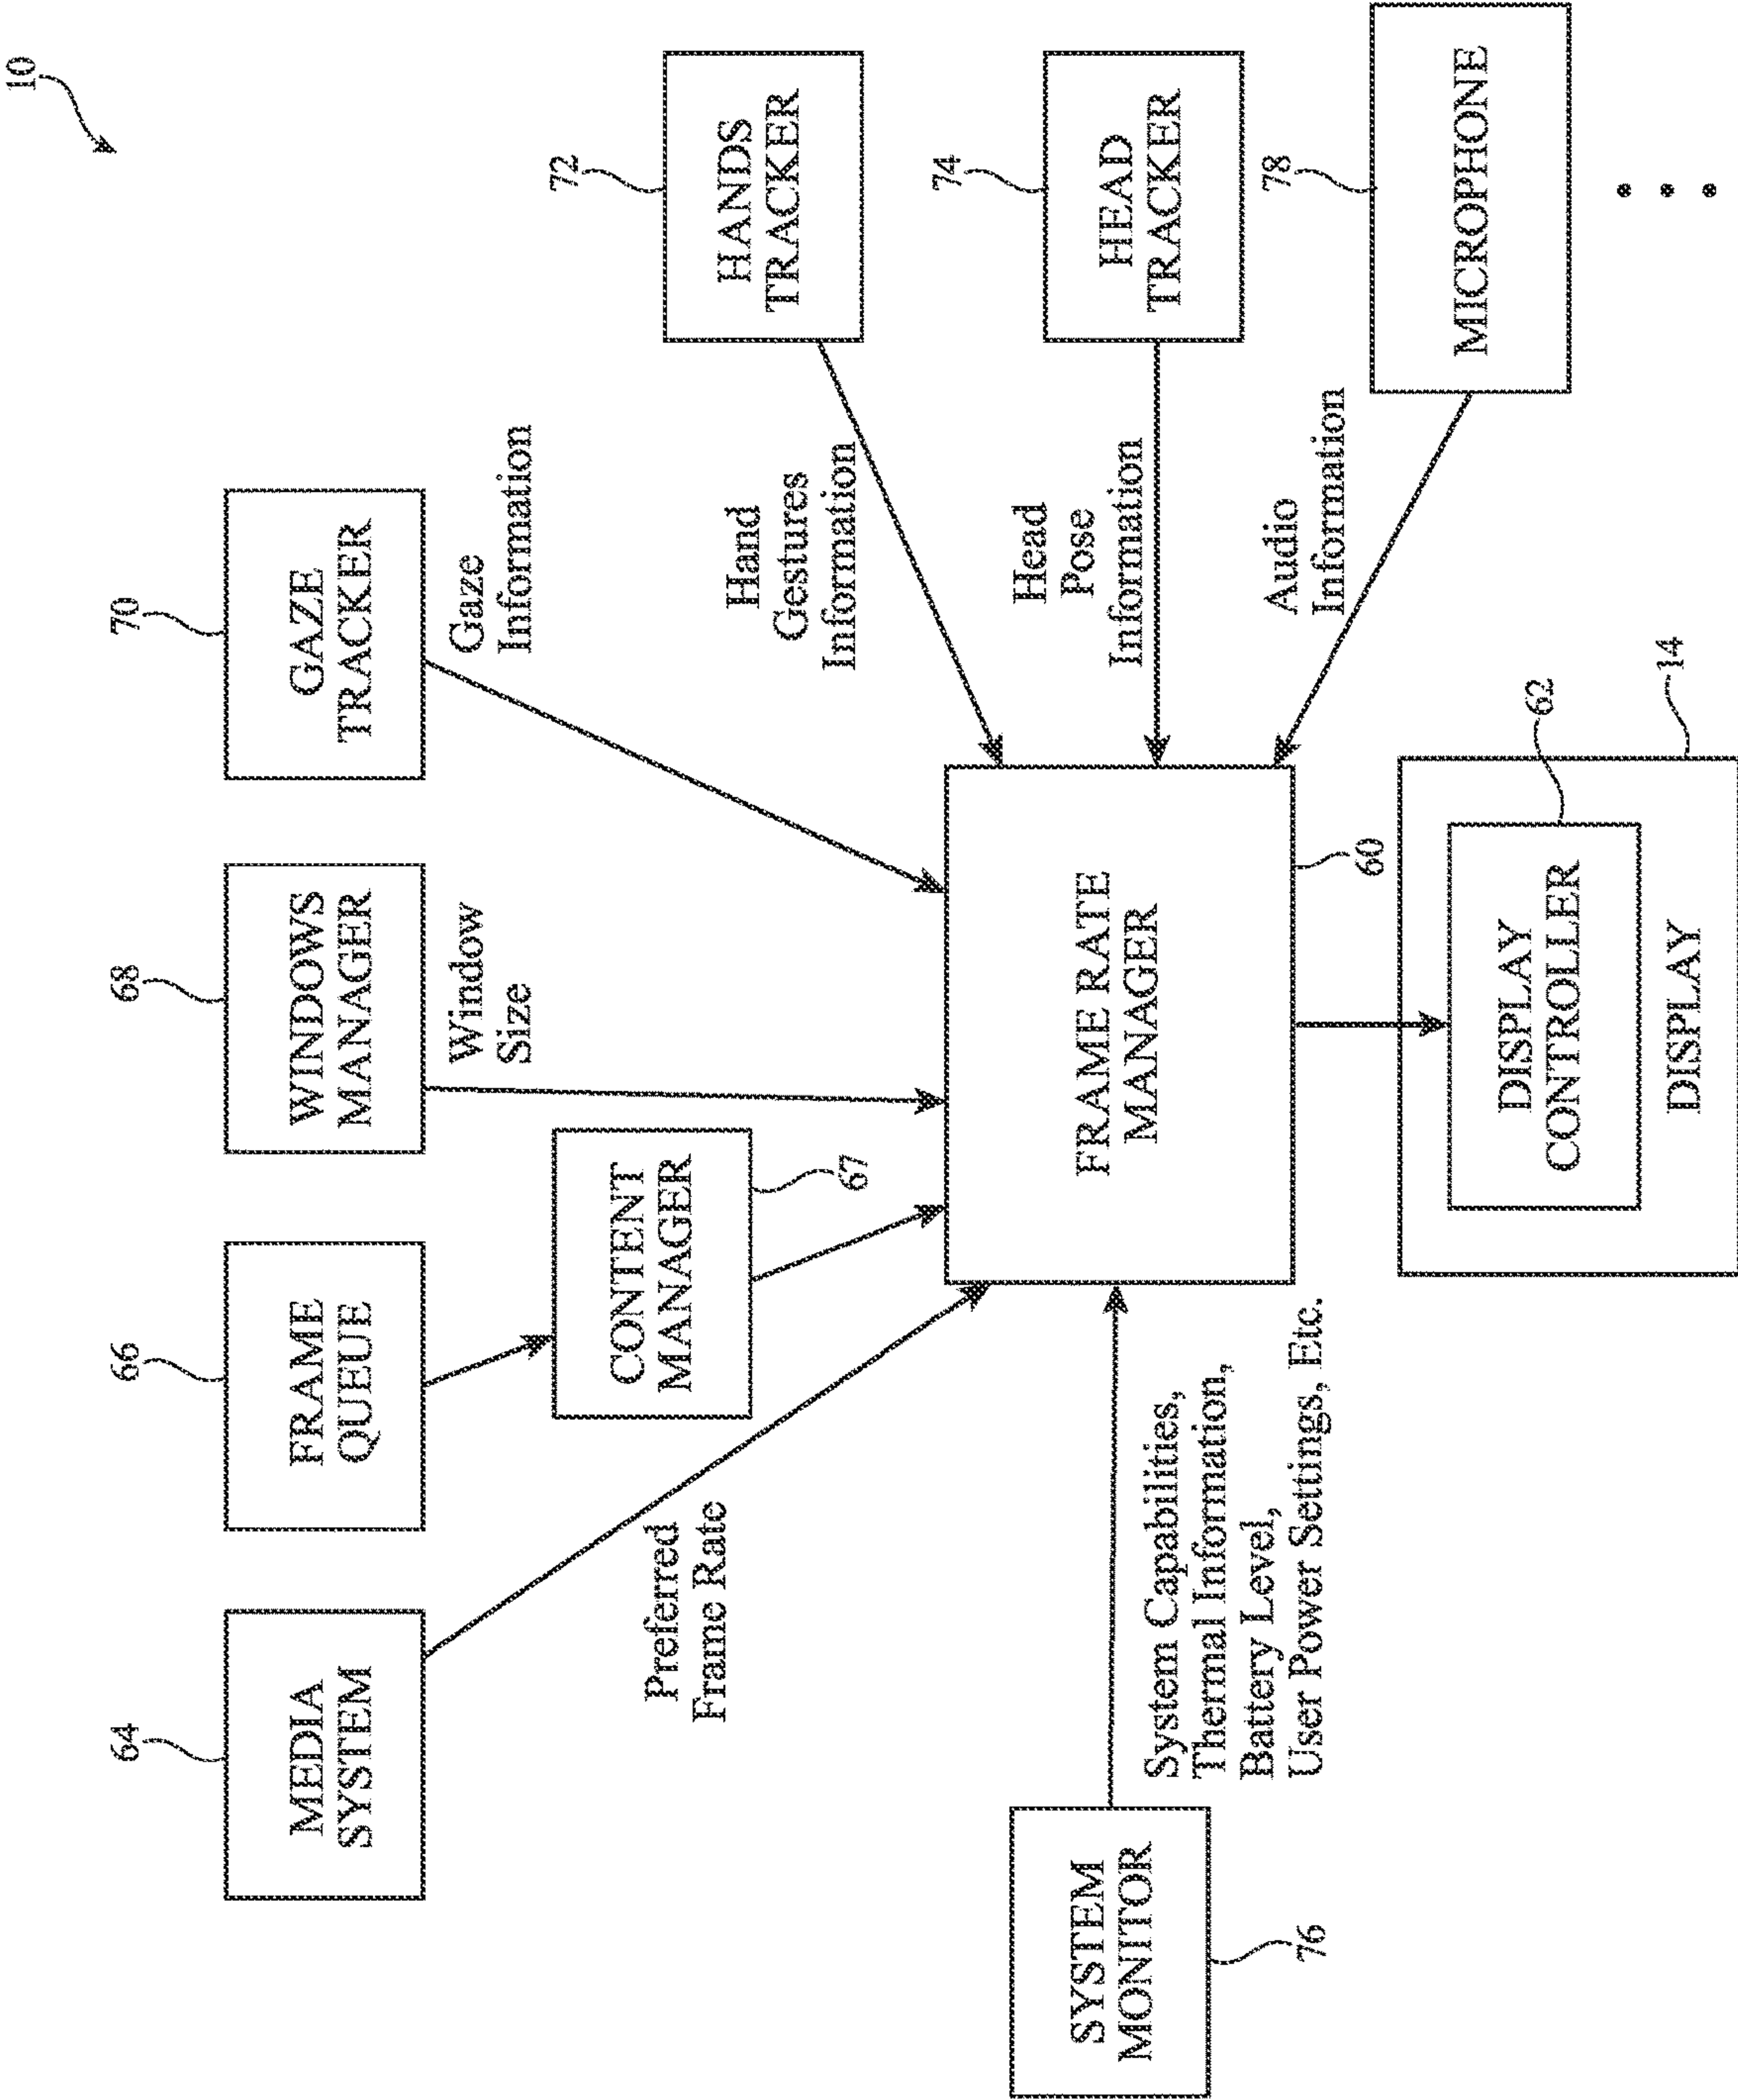 10
64
MEDIA
SYSTEM
66
FRAME
QUEUE
68
WINDOWS
MANAGER
70
GAZE
TRACKER
Preferred
Frame Rate
CONTENT
MANAGER
67
Window
Size
Gaze
Information
72
HANDS
TRACKER
Hand
Gestures
Information
74
HEAD
TRACKER
Head
Pose
Information
78
MICROPHONE
Audio
Information
SYSTEM
MONITOR
76
System Capabilities,
Thermal Information,
Battery Level,
User Power Settings, Etc.
FRAME RATE
MANAGER
60
DISPLAY
CONTROLLER
62
DISPLAY
14